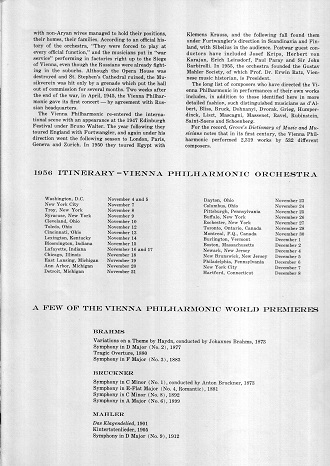 with non-Aryan wives managed to hold their positions,
their homes, their families. According to an official his-
tory of the orchestra, "They were forced to play at
every official function," and the musicians put in "war
service" performing in factories right up to the Siege
of Vienna, even though the Russians were already fight-
ing in the suburbs. Although the Opera House was
destroyed and St. Stephen's Cathedral ruined, the Mu-
sikverein was hit only by a grenade which put the hall
out of commission for several months. Two weeks after
the end of the war, in April, 1945, the Vienna Philhar-
monic gave its first concert — by agreement with Rus-
sian headquarters.
The Vienna Philharmonic re-entered the interna-
tional scene with an appearance at the 1947 Edinburgh
Festival under Bruno Walter. The year following they
toured England with Furtwangler, and again under his
direction went the following season to London, Paris,
Geneva and Zurich. In 1950 they toured Egypt with
Klemens Krauss, and the following fall found them
under Furtwangler's direction in Scandinavia and Fin-
land, with Sibelius in the audience. Postwar guest con-
ductors have included Josef Krips, Herbert von
Karajan, Erich Leinsdorf, Paul Paray and Sir John
Barbirolli. In 1955, the orchestra founded the Gustav
Mahler Society, of which Prof. Dr. Erwin Ratz, Vien-
nese music historian, is President.
The long list of composers who have directed the Vi-
enna Philharmonic in performances of their own works
includes, in addition to those identified here in more
detailed fashion, such distinguished musicians as d'Al-
bert, Bliss, Bruch, Dohnanyi, Dvorak, Grieg, Humper-
dinck, Liszt, Mascagni, Massenet, Ravel, Rubinstein,
Saint-Saens and Schoenberg.
For the record, Grove's Dictionary of Music and Mu-
sicians notes that in its first century, the Vienna Phil-
harmonic performed 2,519 works by 582 different
composers.
1956 ITINERARY – VIENNA PHILHARMONIC ORCHESTRA
Washington, D.C. November 4 and 5
New York City November 7
Troy, New York November 8
Syracuse, New York November 9
Cleveland, Ohio November 10
Toledo, Ohio November 12
Cincinnati, Ohio November 13
Lexington, Kentucky November 14
Bloomington, Indiana November 15
Lafayette, Indiana November 16 and 17
Chicago, Illinois November 18
East Lansing, Michigan November 19
Ann Arbor, Michigan November 20
Detroit, Michigan November 21
Dayton, Ohio November 23
Columbus, Ohio November 24
Pittsburgh, Pennsylvania November 25
Buffalo, New York November 26
Rochester, New York November 27
Toronto, Ontario, Canada November 28
Montreal, P.Q., Canada November 30
Burlington, Vermont December 1
Boston, Massachusetts December 2
Newark, New Jersey December 4
New Brunswick, New Jersey December 5
Philadelphia, Pennsylvania December 6
New York City December 7
Hartford, Connecticut December 8
A FEW OF THE VIENNA PHILHARMONIC WORLD PREMIERES
BRAHMS
Variations on a Theme by Haydn, conducted by Johannes Brahms, 1873
Symphony in D Major (No. 2), 1877
Tragic Overture, 1880
Symphony in F Major (No. 3), 1883
BRUCKNER
Symphony in C Minor (No. 1), conducted by Anton Bruckner, 1873
Symphony in E-Flat Major (No. 4, Romantic), 1881
Symphony in C Minor (No. 8), 1892
Symphony in A Major (No. 6), 1899
MAHLER
Das Klagendelied, 1901
Kintertotenlieder, 1905
Symphony in D Major (No. 9), 1912